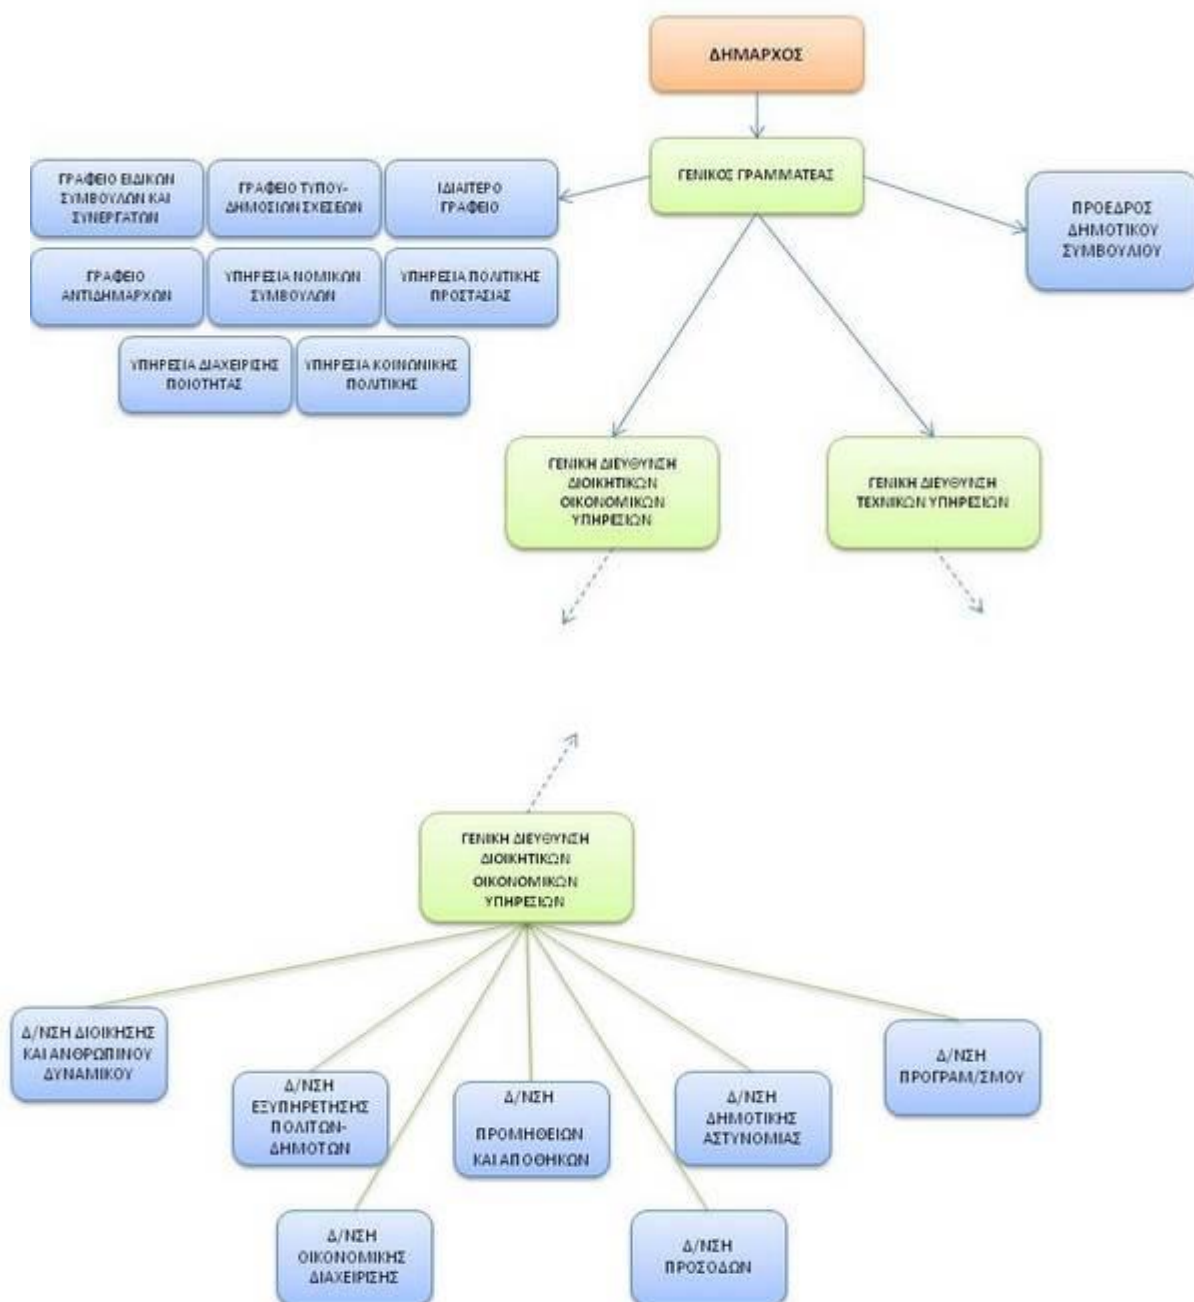 ΔΗΜΑΡΧΟΣ
ΓΕΝΙΚΟΣ ΓΡΑΜΜΑΤΕΑΣ
ΓΡΑΦΕΙΟ ΕΙΔΙΚΩΝ
ΣΥΜΒΟΥΛΩΝ ΚΑΙ
ΣΥΝΕΡΓΑΤΩΝ
ΓΡΑΦΕΙΟ ΤΥΠΟΥ-
ΔΗΜΟΣΙΩΝ ΣΧΕΣΕΩΝ
ΙΔΙΑΙΤΕΡΟ
ΓΡΑΦΕΙΟ
ΠΡΟΕΔΡΟΣ
ΔΗΜΟΤΙΚΟΥ
ΣΥΜΒΟΥΛΙΟΥ
ΓΡΑΦΕΙΟ
ΑΝΤΙΔΗΜΑΡΧΩΝ
ΥΠΗΡΕΣΙΑ ΝΟΜΙΚΩΝ
ΣΥΜΒΟΥΛΩΝ
ΥΠΗΡΕΣΙΑ ΠΟΛΙΤΙΚΗΣ
ΠΡΟΣΤΑΣΙΑΣ
ΥΠΗΡΕΣΙΑ ΔΙΑΧΕΙΡΙΣΗΣ
ΠΟΙΟΤΗΤΑΣ
ΥΠΗΡΕΣΙΑ ΚΟΙΝΩΝΙΚΗΣ
ΠΟΛΙΤΙΚΗΣ
ΓΕΝΙΚΗ ΔΙΕΥΘΥΝΣΗ
ΔΙΟΙΚΗΤΙΚΩΝ
ΟΙΚΟΝΟΜΙΚΩΝ
ΥΠΗΡΕΣΙΩΝ
ΓΕΝΙΚΗ ΔΙΕΥΘΥΝΣΗ
ΤΕΧΝΙΚΩΝ ΥΠΗΡΕΣΙΩΝ
ΓΕΝΙΚΗ ΔΙΕΥΘΥΝΣΗ
ΔΙΟΙΚΗΤΙΚΩΝ
ΟΙΚΟΝΟΜΙΚΩΝ
ΥΠΗΡΕΣΙΩΝ
Δ/ΝΣΗ ΔΙΟΙΚΗΣΗΣ
ΚΑΙ ΑΝΘΡΩΠΙΝΟΥ
ΔΥΝΑΜΙΚΟΥ
Δ/ΝΣΗ
ΕΞΥΠΗΡΕΤΗΣΗΣ
ΠΟΛΙΤΩΝ-
ΔΗΜΟΤΩΝ
Δ/ΝΣΗ
ΠΡΟΜΗΘΕΙΩΝ
ΚΑΙ ΑΠΟΘΗΚΩΝ
Δ/ΝΣΗ
ΔΗΜΟΤΙΚΗΣ
ΑΣΤΥΝΟΜΙΑΣ
Δ/ΝΣΗ
ΠΡΟΓΡΑΜ/ΣΜΟΥ
Δ/ΝΣΗ
ΟΙΚΟΝΟΜΙΚΗΣ
ΔΙΑΧΕΙΡΙΣΗΣ
Δ/ΝΣΗ
ΠΡΟΣΟΔΩΝ